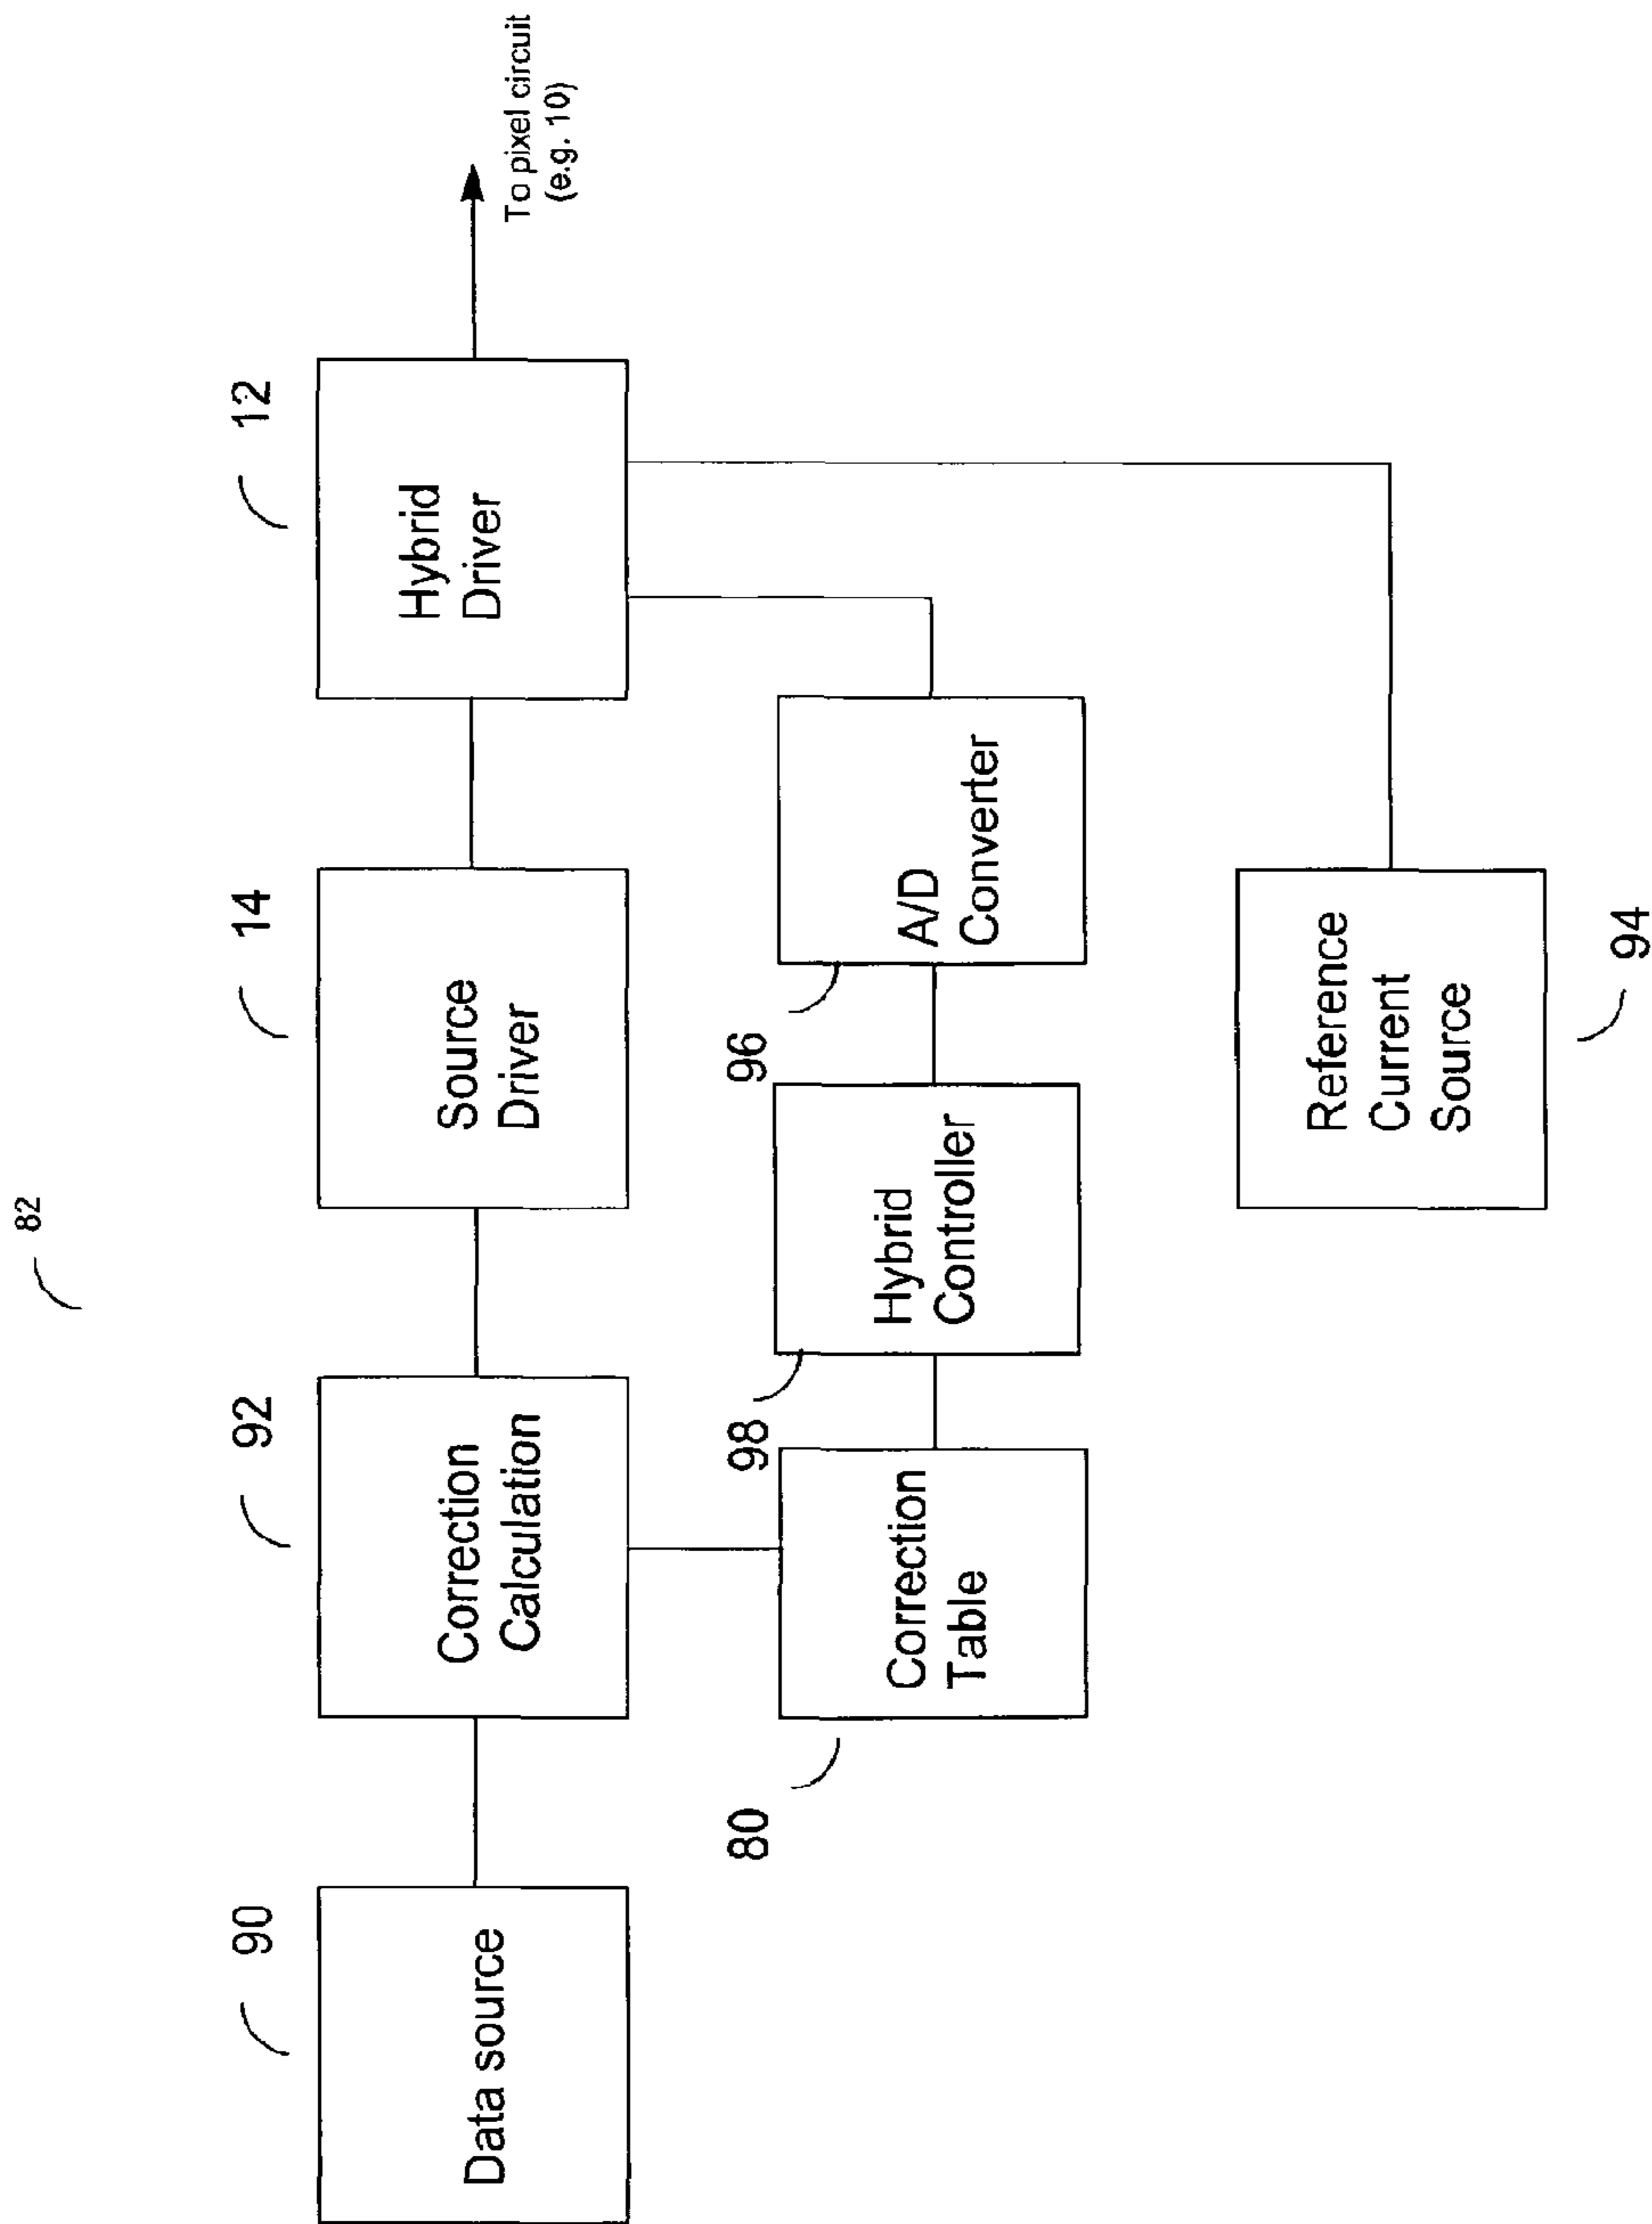 82
90
92
14
12
Data source
Correction
Calculation
Source
Driver
Hybrid
Driver
To pixel circuit
(e.g. 10)
80
98
96
Correction
Table
Hybrid
Controller
A/D
Converter
Reference
Current
Source
94